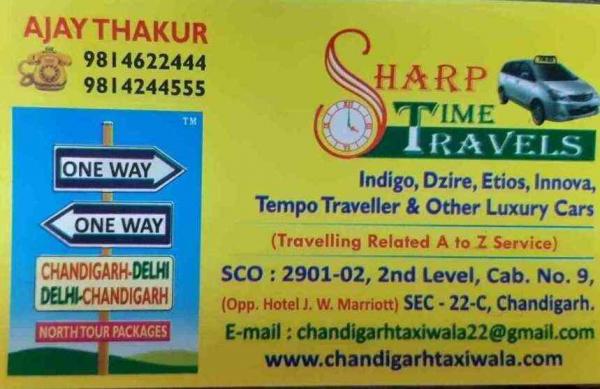 AJAY THAKUR
9814622444
9814244555
SHARP
TIME
TRAVELS
TM
ONE WAY
ONE WAY
CHANDIGARH-DELHI
DELHI-CHANDIGARH
NORTH TOUR PACKAGES
Indigo, Dzire, Etios, Innova,
Tempo Traveller & Other Luxury Cars
(Travelling Related A to Z Service)
SCO : 2901-02, 2nd Level, Cab. No. 9,
(Opp. Hotel J. W. Marriott) SEC - 22-C, Chandigarh.
E-mail : chandigarhtaxiwala22@gmail.com
www.chandigarhtaxiwala.com